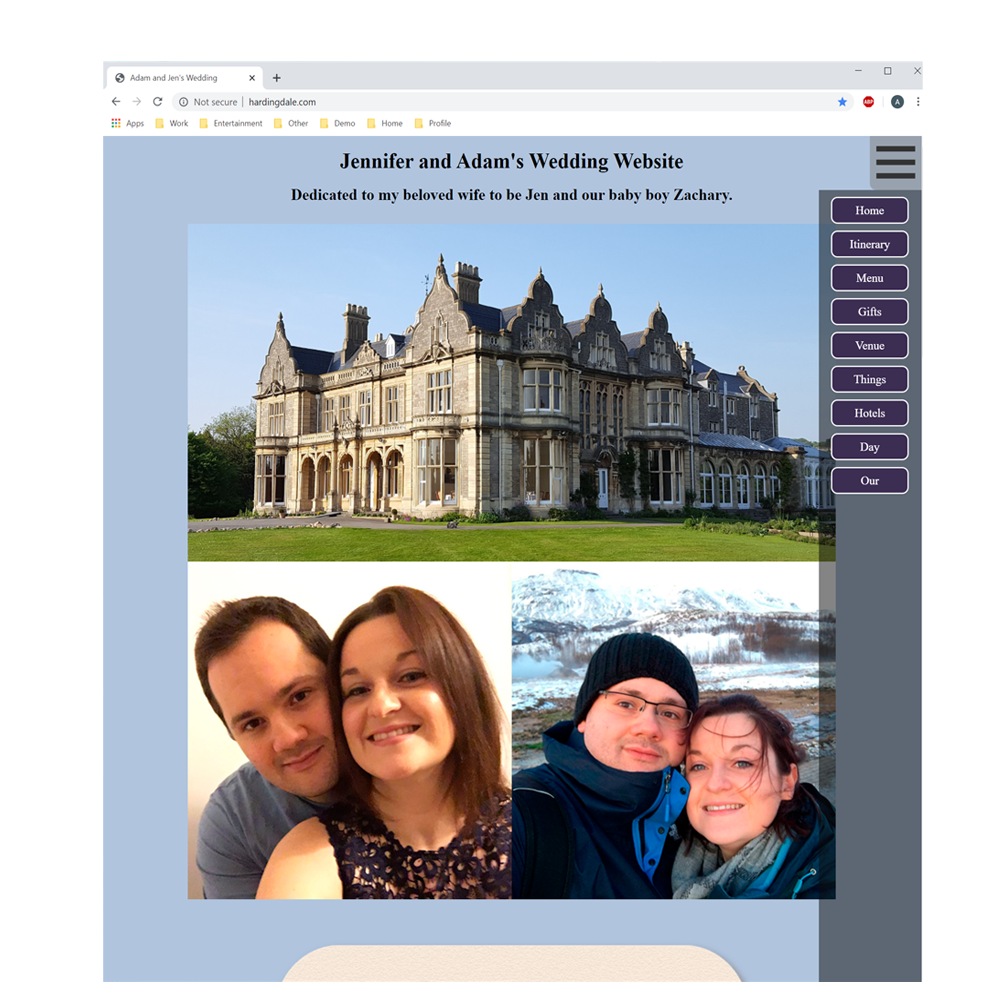 Adam and Jen's Wedding
Not secure | hardingdale.com
ABP
A
Apps Work Entertainment Other Demo Home Profile
Jennifer and Adam's Wedding Website
Dedicated to my beloved wife to be Jen and our baby boy Zachary.
Home
Itinerary
Menu
Gifts
Venue
Things
Hotels
Day
Our